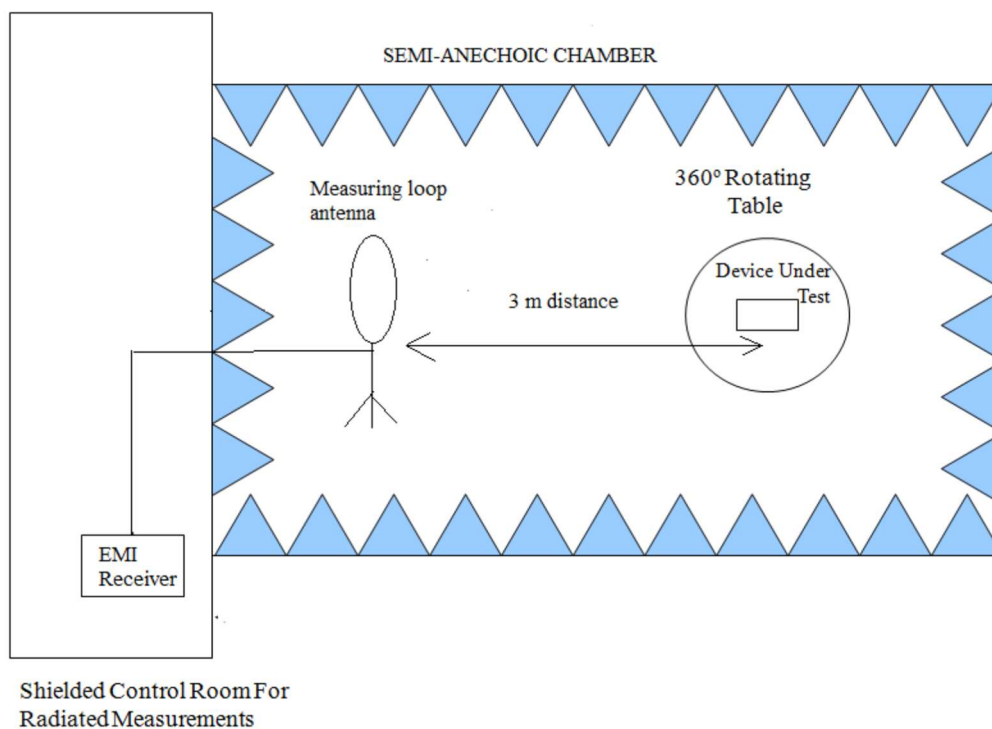 SEMI-ANECHOIC CHAMBER
Measuring loop
antenna
360º Rotating
Table
Device Under
Test
3 m distance
EMI
Receiver
Shielded Control Room For
Radiated Measurements